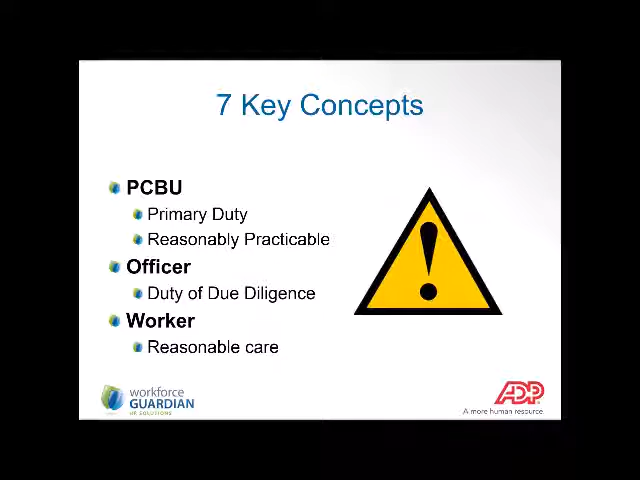 7 Key Concepts
PCBU
Primary Duty
Reasonably Practicable
Officer
Duty of Due Diligence
Worker
Reasonable care
workforce
GUARDIAN
HR SOLUTIONS
ADP
A more human resource.